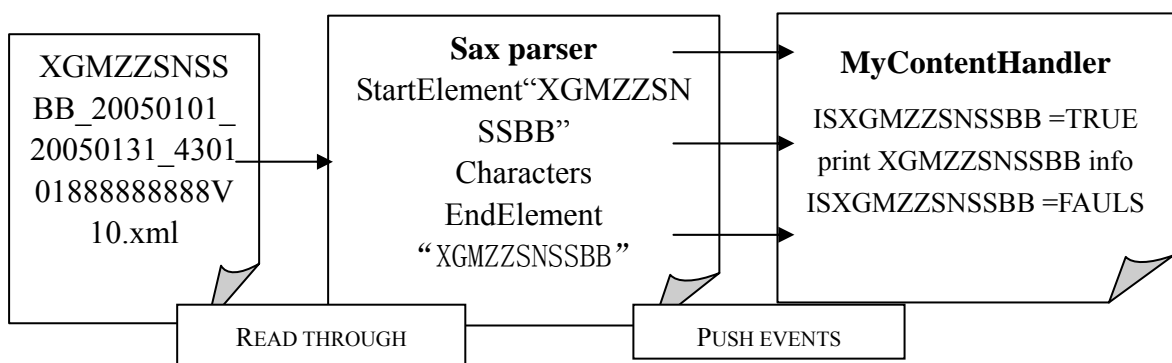 XGMZZSNSS
BB_20050101_
20050131_4301
01888888888V
10.xml
Sax parser
StartElement“XGMZZSN
SSBB”
Characters
EndElement
“XGMZZSNSSBB”
MyContentHandler
ISXGMZZSNSSBB =TRUE
print XGMZZSNSSBB info
ISXGMZZSNSSBB =FAULS
READ THROUGH
PUSH EVENTS